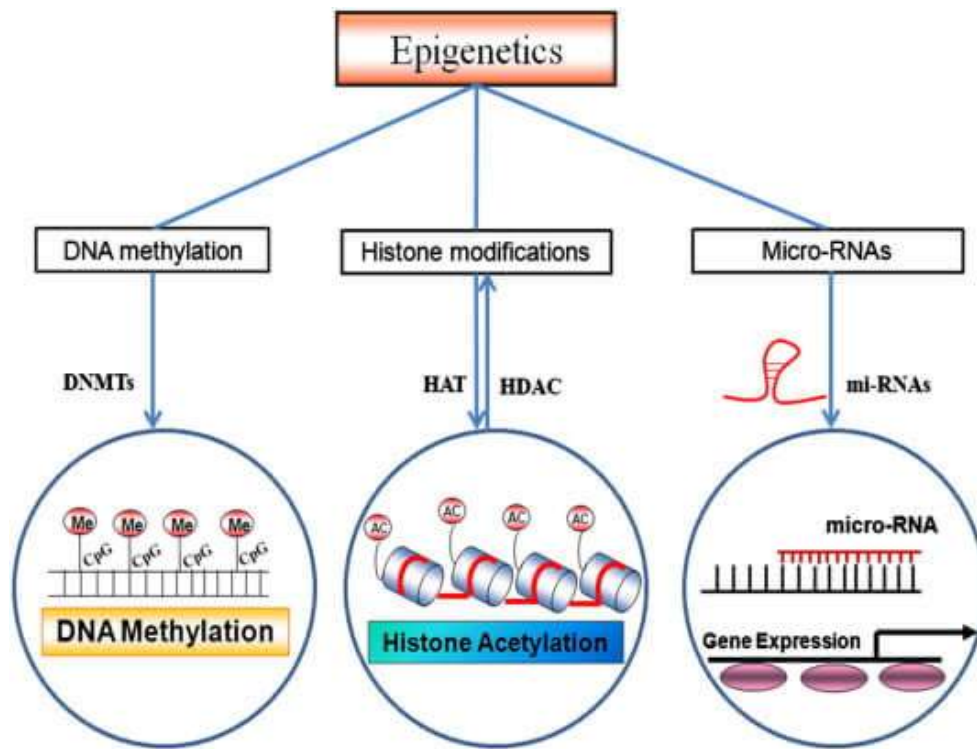 Epigenetics
DNA methylation
Histone modifications
Micro-RNAs
DNMTs
HAT
HDAC
mi-RNAs
Me
Me
Me
Me
CpG
CpG
CpG
CpG
DNA Methylation
AC
AC
AC
AC
Histone Acetylation
micro-RNA
Gene Expression